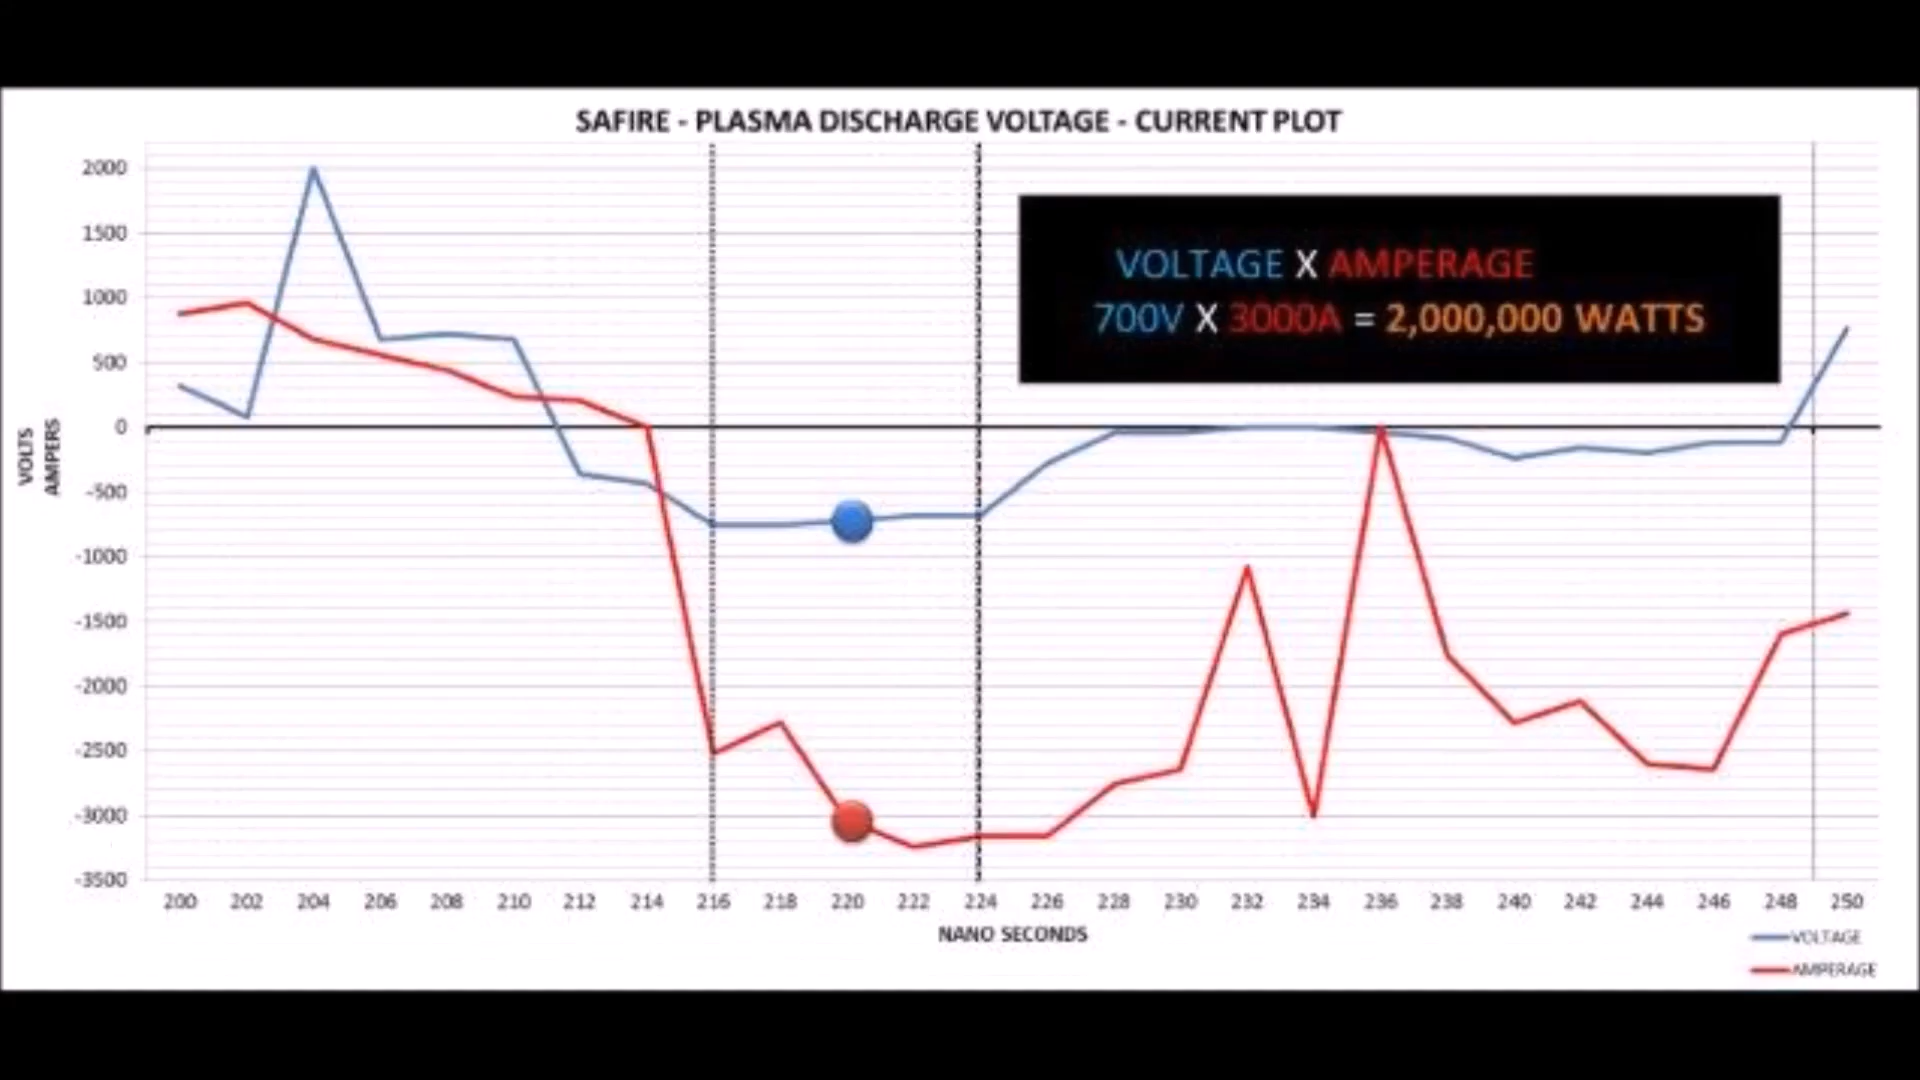 SAFIRE - PLASMA DISCHARGE VOLTAGE - CURRENT PLOT
2000
1500
1000
500
0
-500
-1000
-1500
-2000
-2500
-3000
-3500
VOLTS
AMPERS
VOLTAGE X AMPERAGE
700V X 3000A = 2,000,000 WATTS
200 202 204 206 208 210 212 214 216 218 220 222 224 226 228 230 232 234 236 238 240 242 244 246 248 250
NANO SECONDS
VOLTAGE
AMPERAGE